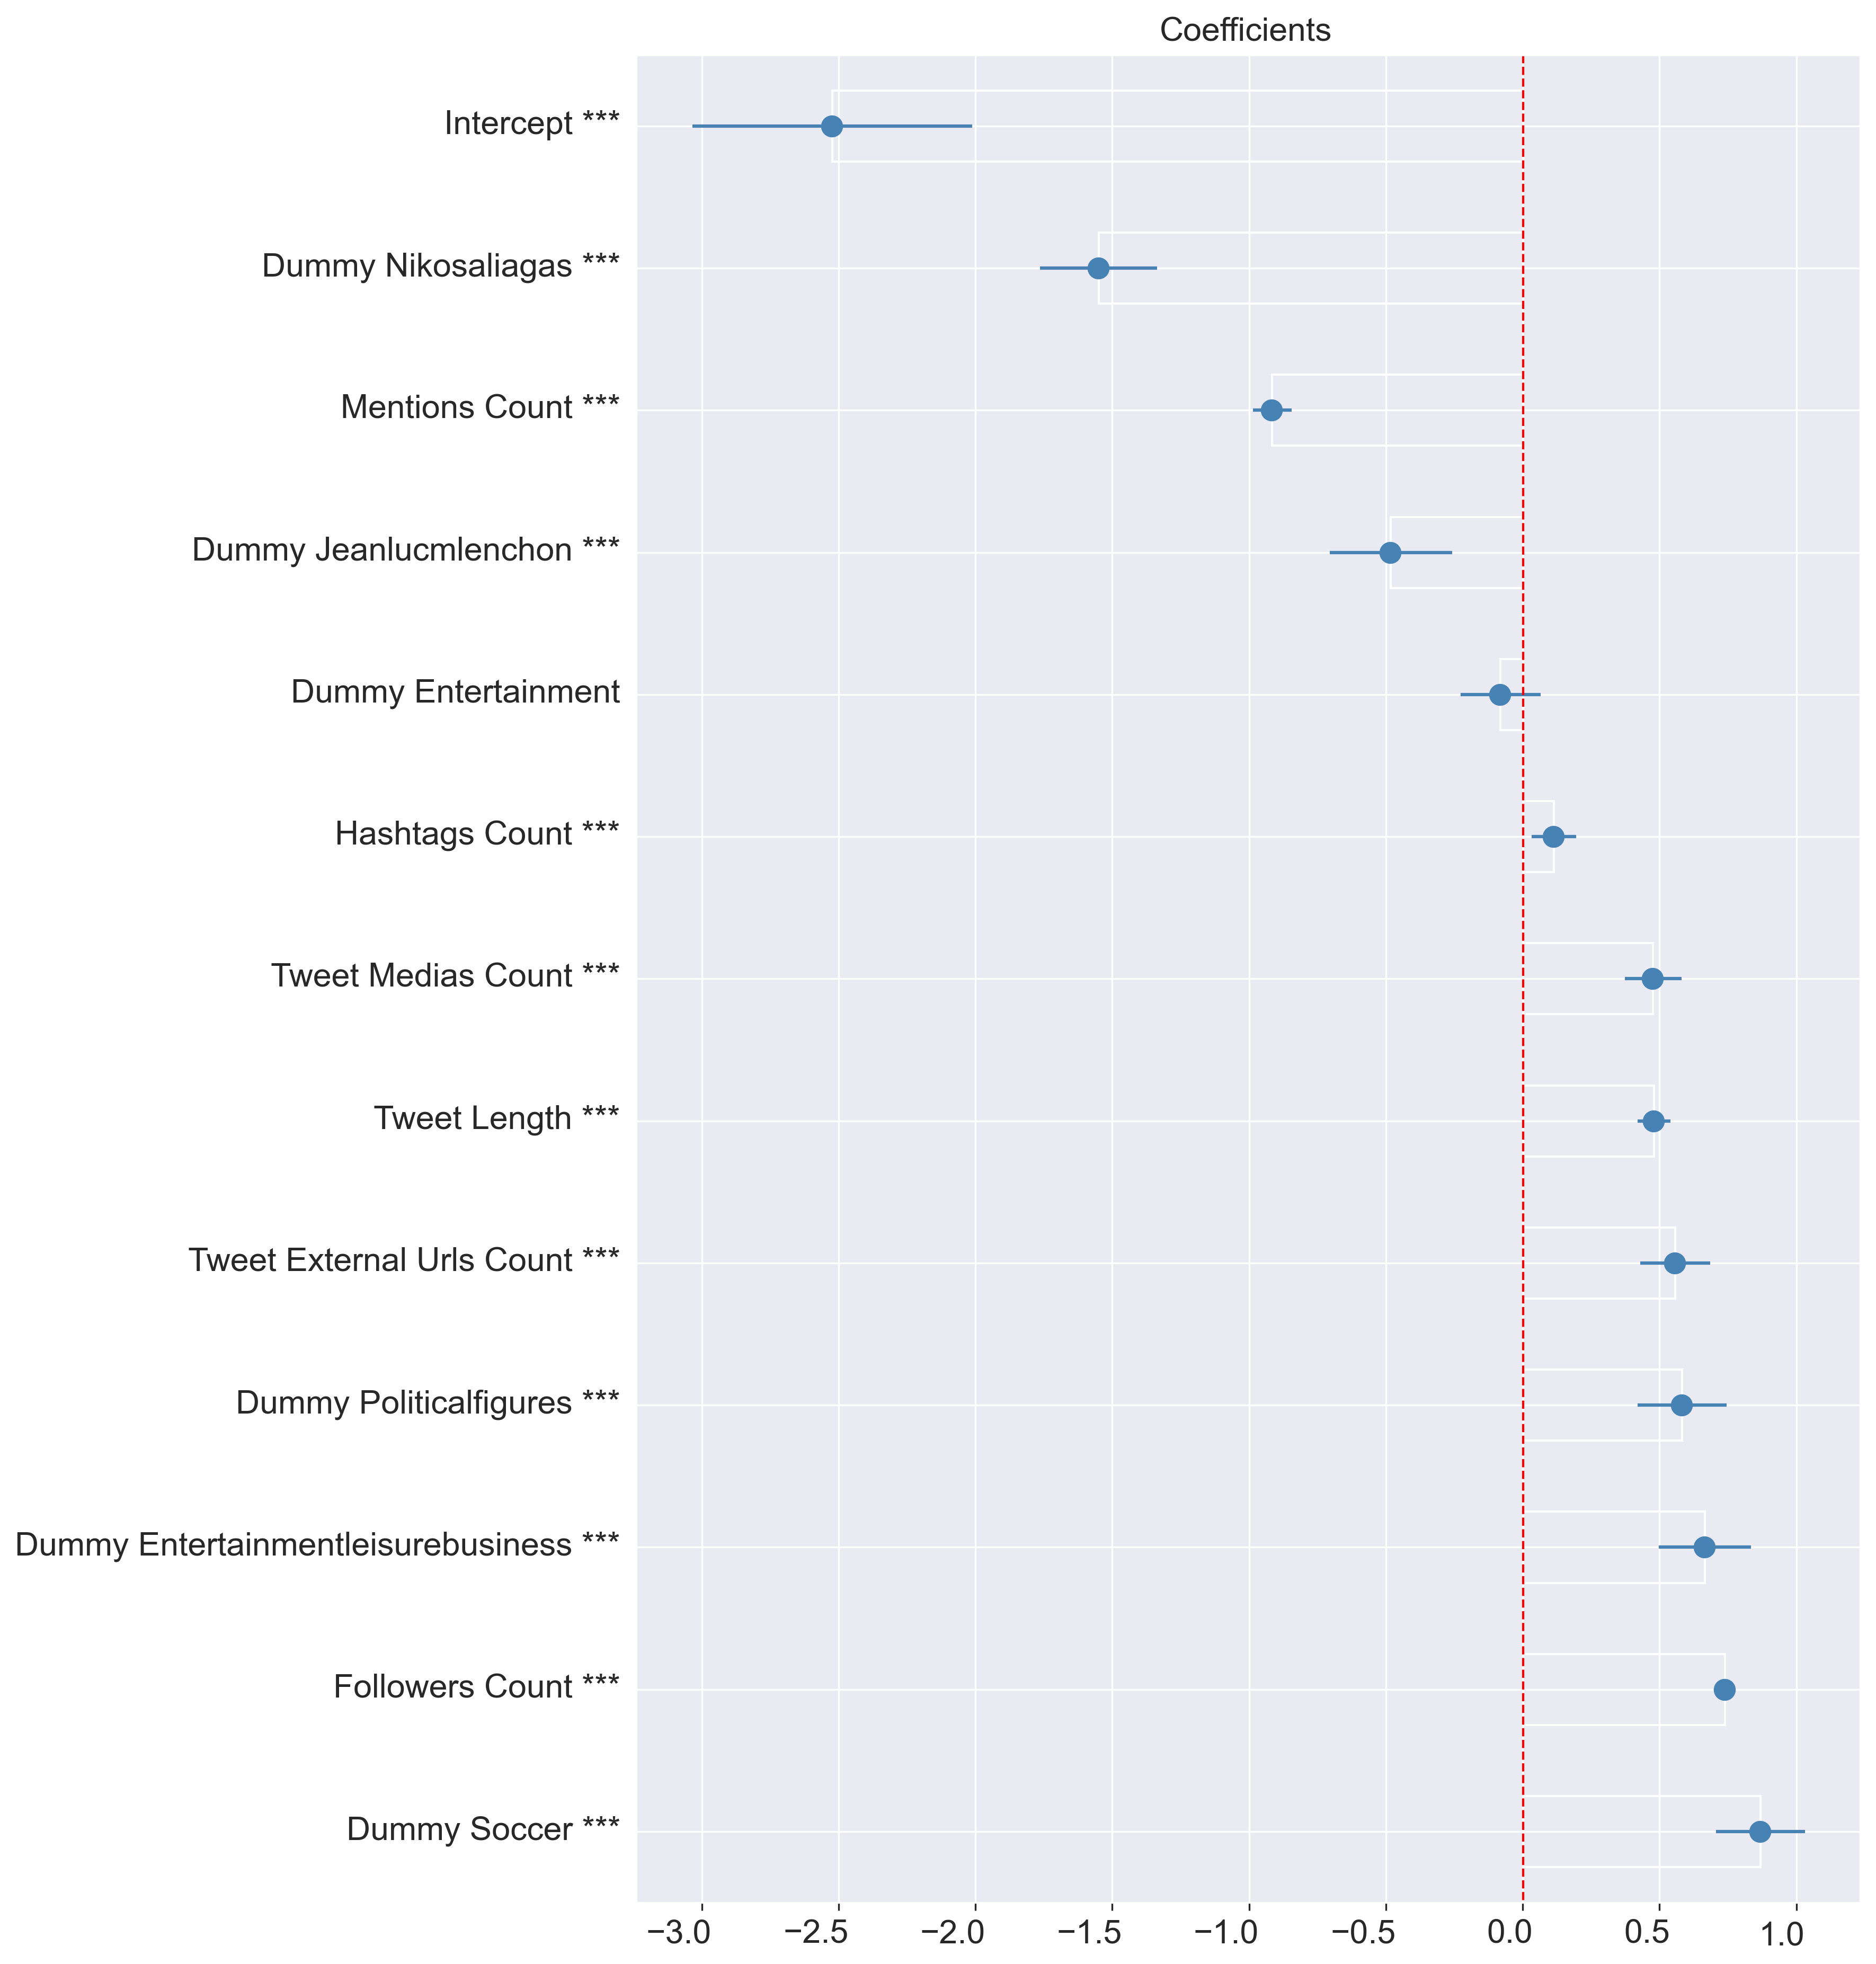 Coefficients
Intercept ***
Dummy Nikosaliagas ***
Mentions Count ***
Dummy Jeanlucmlenchon ***
Dummy Entertainment
Hashtags Count ***
Tweet Medias Count ***
Tweet Length ***
Tweet External Urls Count ***
Dummy Politicalfigures ***
Dummy Entertainmentleisurebusiness ***
Followers Count ***
Dummy Soccer ***
−3.0 −2.5 −2.0 −1.5 −1.0 −0.5 0.0 0.5 1.0